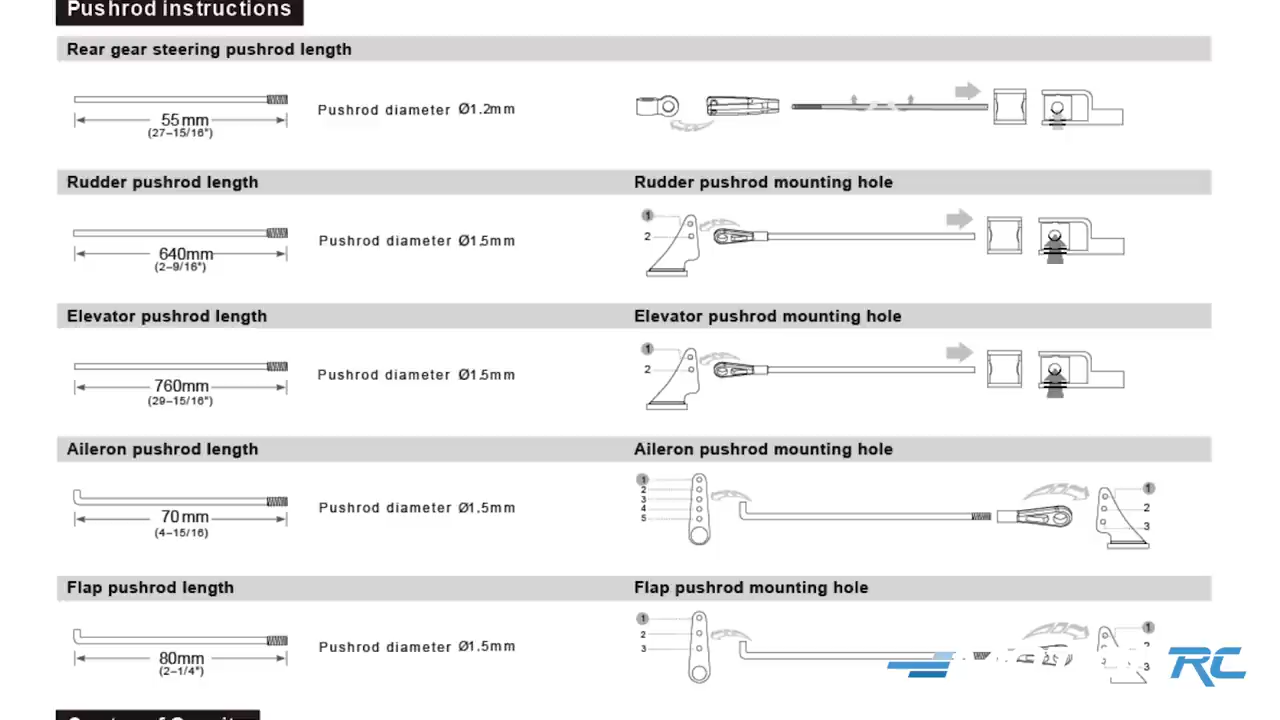 Pushrod instructions
Rear gear steering pushrod length
55mm
(27-15/16")
Pushrod diameter Ø1.2mm
Rudder pushrod length
Rudder pushrod mounting hole
640mm
(2-9/16")
Pushrod diameter Ø1.5mm
1
2
Elevator pushrod length
Elevator pushrod mounting hole
760mm
(29-15/16")
Pushrod diameter Ø1.5mm
1
2
Aileron pushrod length
Aileron pushrod mounting hole
70mm
(4-15/16)
Pushrod diameter Ø1.5mm
1
2
3
4
5
1
2
3
Flap pushrod length
Flap pushrod mounting hole
80mm
(2-1/4")
Pushrod diameter Ø1.5mm
1
2
3
1
2
3
RC